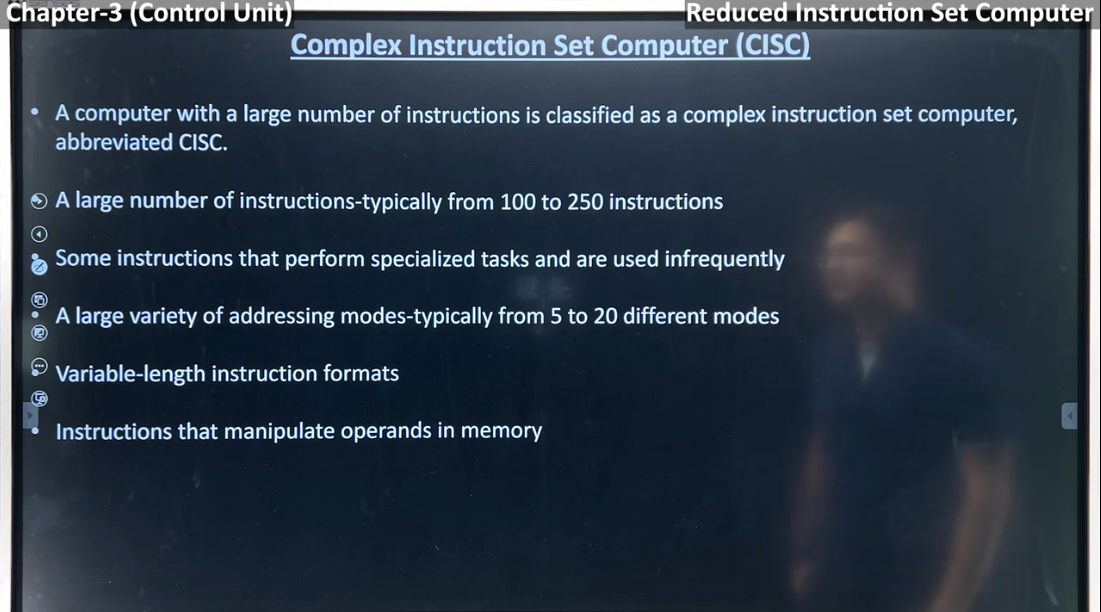 Chapter-3 (Control Unit)
Reduced Instruction Set Computer
Complex Instruction Set Computer (CISC)
• A computer with a large number of instructions is classified as a complex instruction set computer,
abbreviated CISC.
A large number of instructions-typically from 100 to 250 instructions
• Some instructions that perform specialized tasks and are used infrequently
• A large variety of addressing modes-typically from 5 to 20 different modes
• Variable-length instruction formats
• Instructions that manipulate operands in memory